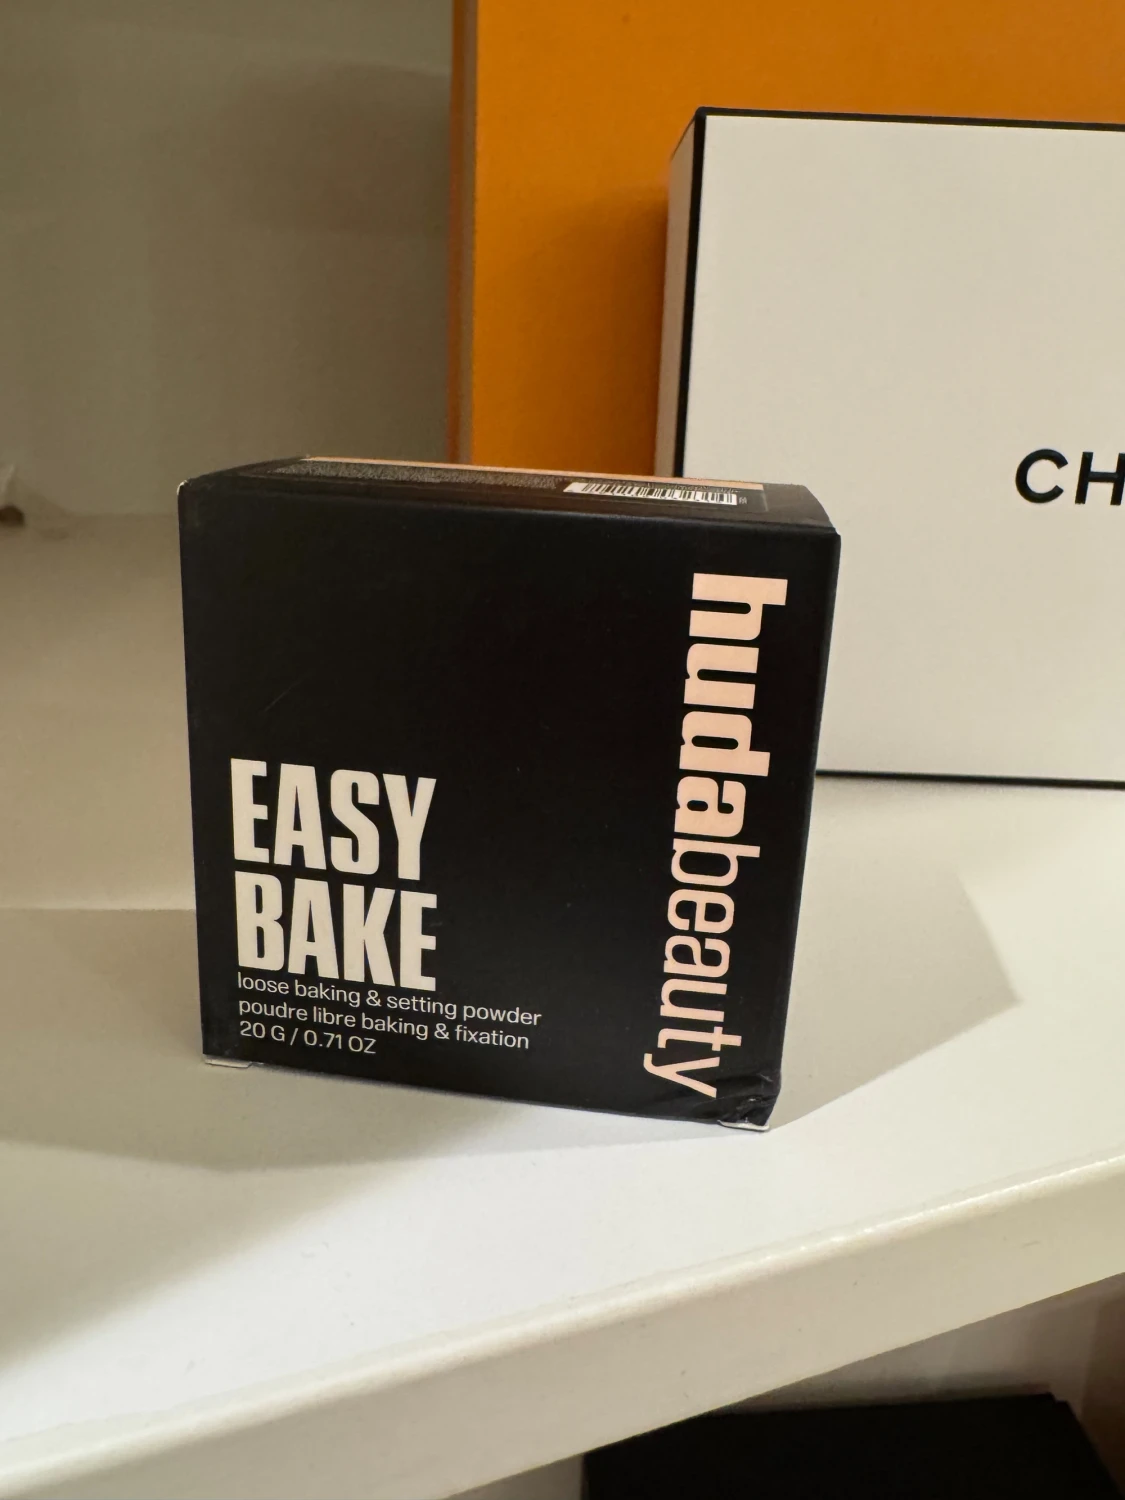 EASY
BAKE
loose baking & setting powder
poudre libre baking & fixation
20 G / 0.71 OZ
hudabeauty
CH